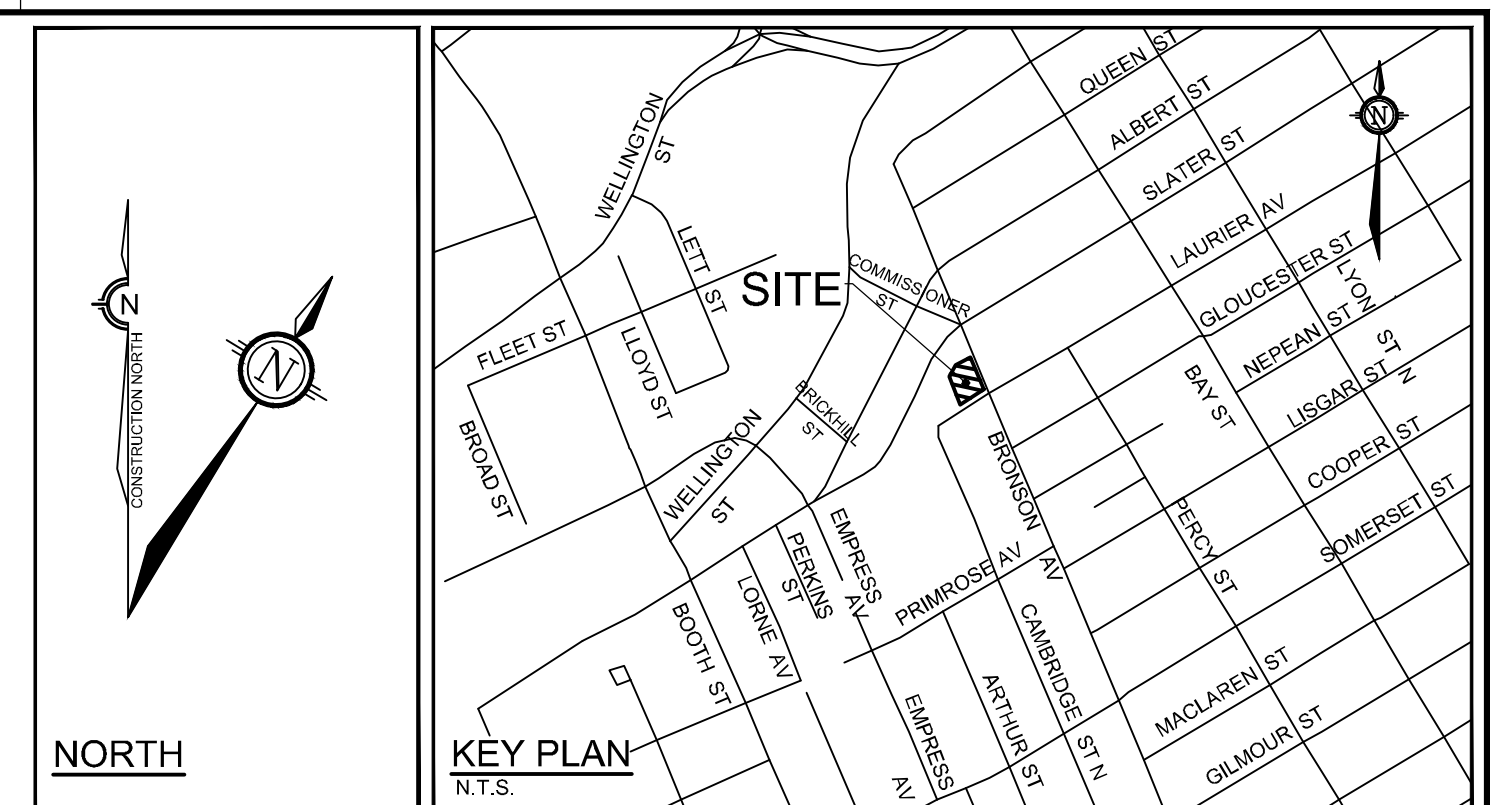 N
CONSTRUCTION NORTH
N
NORTH
WELLINGTON
ST
QUEEN ST
ALBERT ST
SLATER ST
N
LAURIER AV
GLOUCESTER ST
LETT ST
SITE
COMMISSIONER
ST
FLEET ST
LLOYD ST
LYON ST N
NEPEAN ST
BAY ST
LISGAR ST
BRICKHILL
ST
BROAD ST
WELLINGTON
ST
BRONSON AV
COOPER ST
SOMERSET ST
PERCY ST
EMPRESS AV
PERKINS
ST
PRIMROSE AV
LORNE AV
BOOTH ST
CAMBRIDGE ST N
ARTHUR ST
EMPRESS
AV
MACLAREN ST
GILMOUR ST
KEY PLAN
N.T.S.